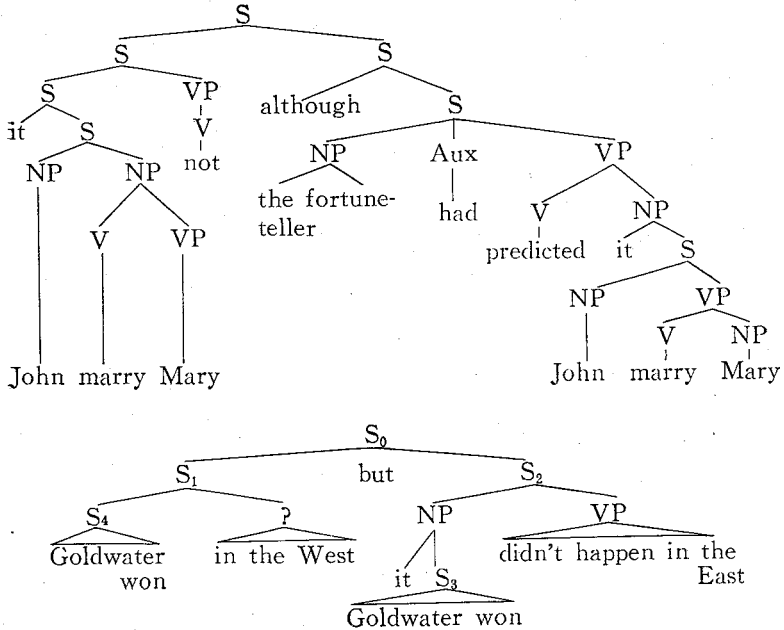 S
S S
S VP although S
it S V
not
NP NP NP Aux VP
the fortune-
teller
had
V VP V NP
predicted it S
NP VP
V NP
John marry Mary John marry Mary
S₀
S₁ but S₂
S₄ ? NP VP
Goldwater
won
in the West
didn't happen in the
East
it S₃
Goldwater won